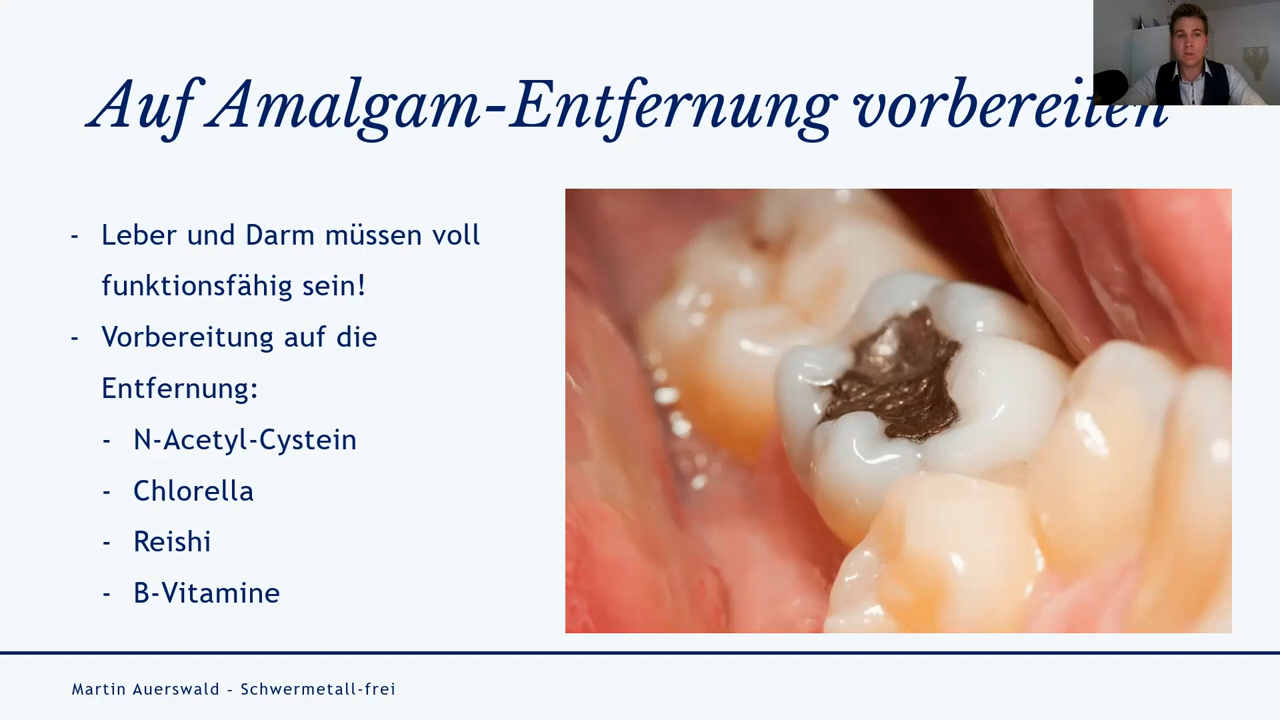 Auf Amalgam-Entfernung vorbereiten
- Leber und Darm müssen voll
funktionsfähig sein!
- Vorbereitung auf die
Entfernung:
- N-Acetyl-Cystein
- Chlorella
- Reishi
- B-Vitamine
Martin Auerswald - Schwermetall-frei